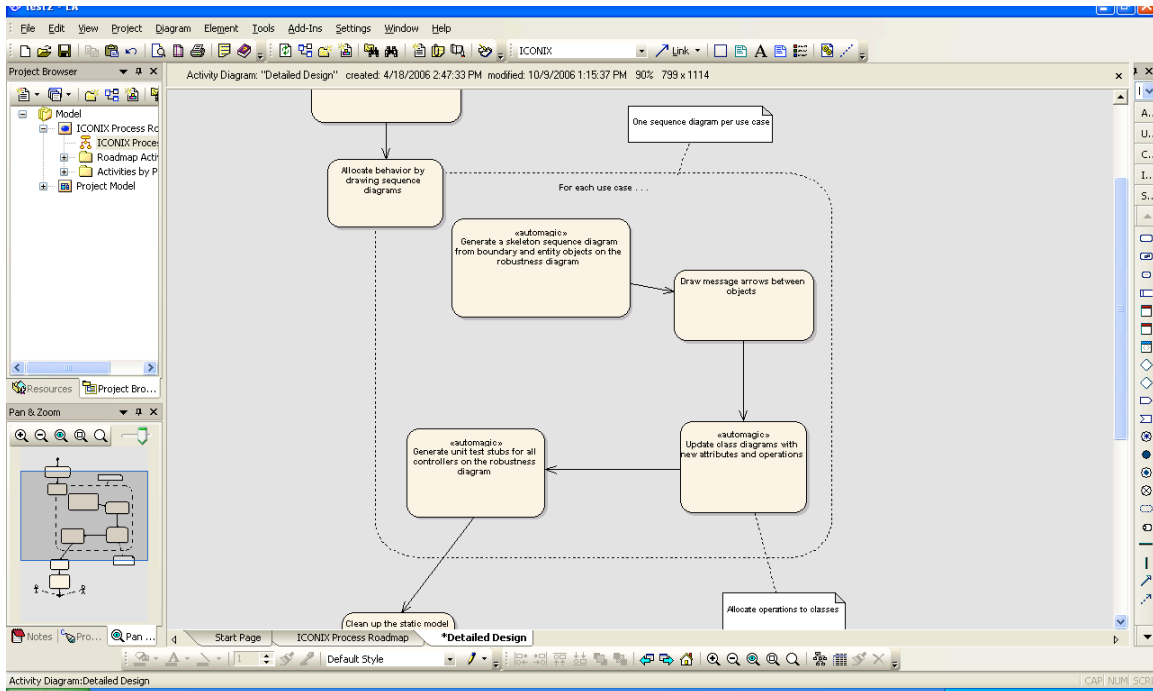 Test2 - EA
File Edit View Project Diagram Element Tools Add-Ins Settings Window Help
ICONIX
Link
Project Browser
Activity Diagram: "Detailed Design" created: 4/18/2006 2:47:33 PM modified: 10/9/2006 1:15:37 PM 90% 799 x 1114
Model
ICONIX Process Ro
ICONIX Proces
Roadmap Activ
Activities by P
Project Model
A..
U..
C..
I..
S..
One sequence diagram per use case
Allocate behavior by
drawing sequence
diagrams
For each use case . . .
«automagic»
Generate a skeleton sequence diagram
from boundary and entity objects on the
robustness diagram
Draw message arrows between
objects
Resources
Project Bro...
Pan & Zoom
«automagic»
Generate unit test stubs for all
controllers on the robustness
diagram
«automagic»
Update class diagrams with
new attributes and operations
Allocate operations to classes
Clean up the static model
Notes Pro... Pan ...
Start Page ICONIX Process Roadmap *Detailed Design
1 Default Style
Activity Diagram:Detailed Design
CAP NUM SCRL